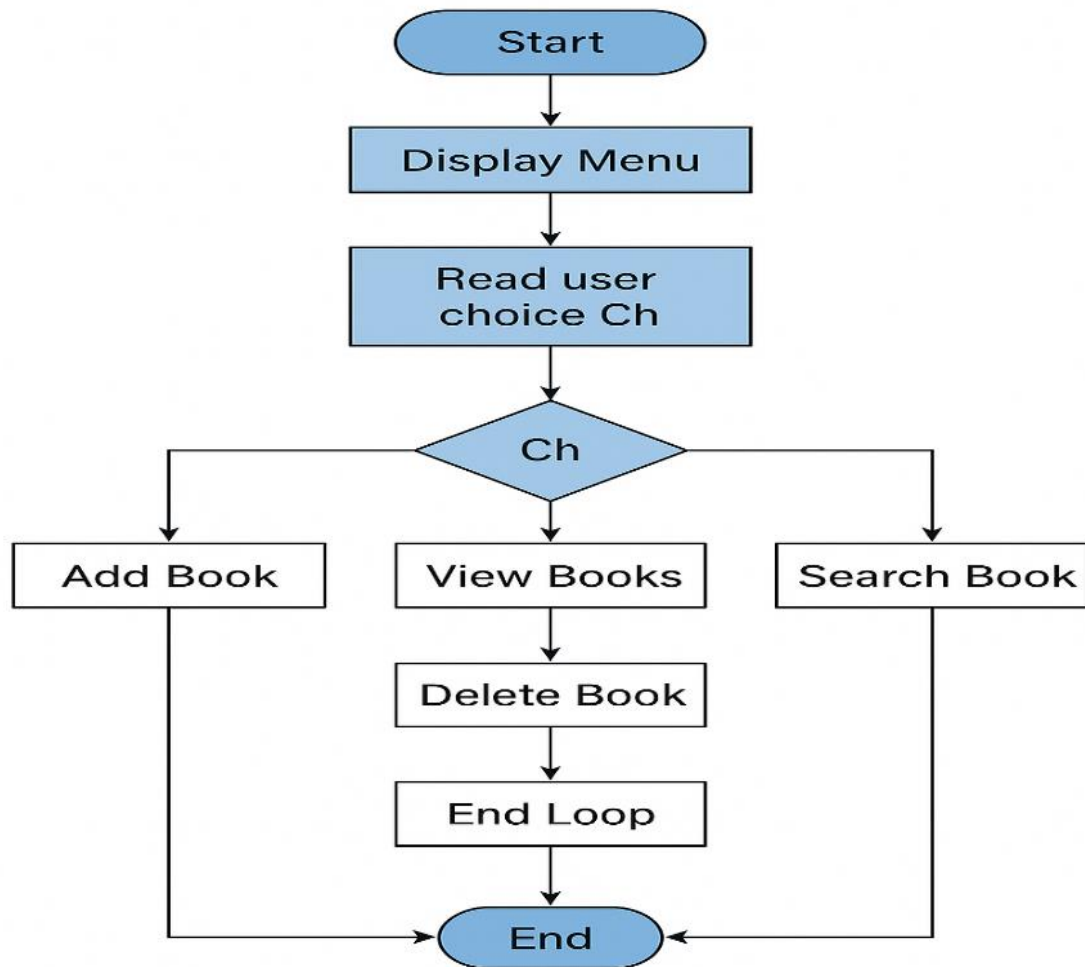 Start
Display Menu
Read user
choice Ch
Ch
Add Book
View Books
Search Book
Delete Book
End Loop
End